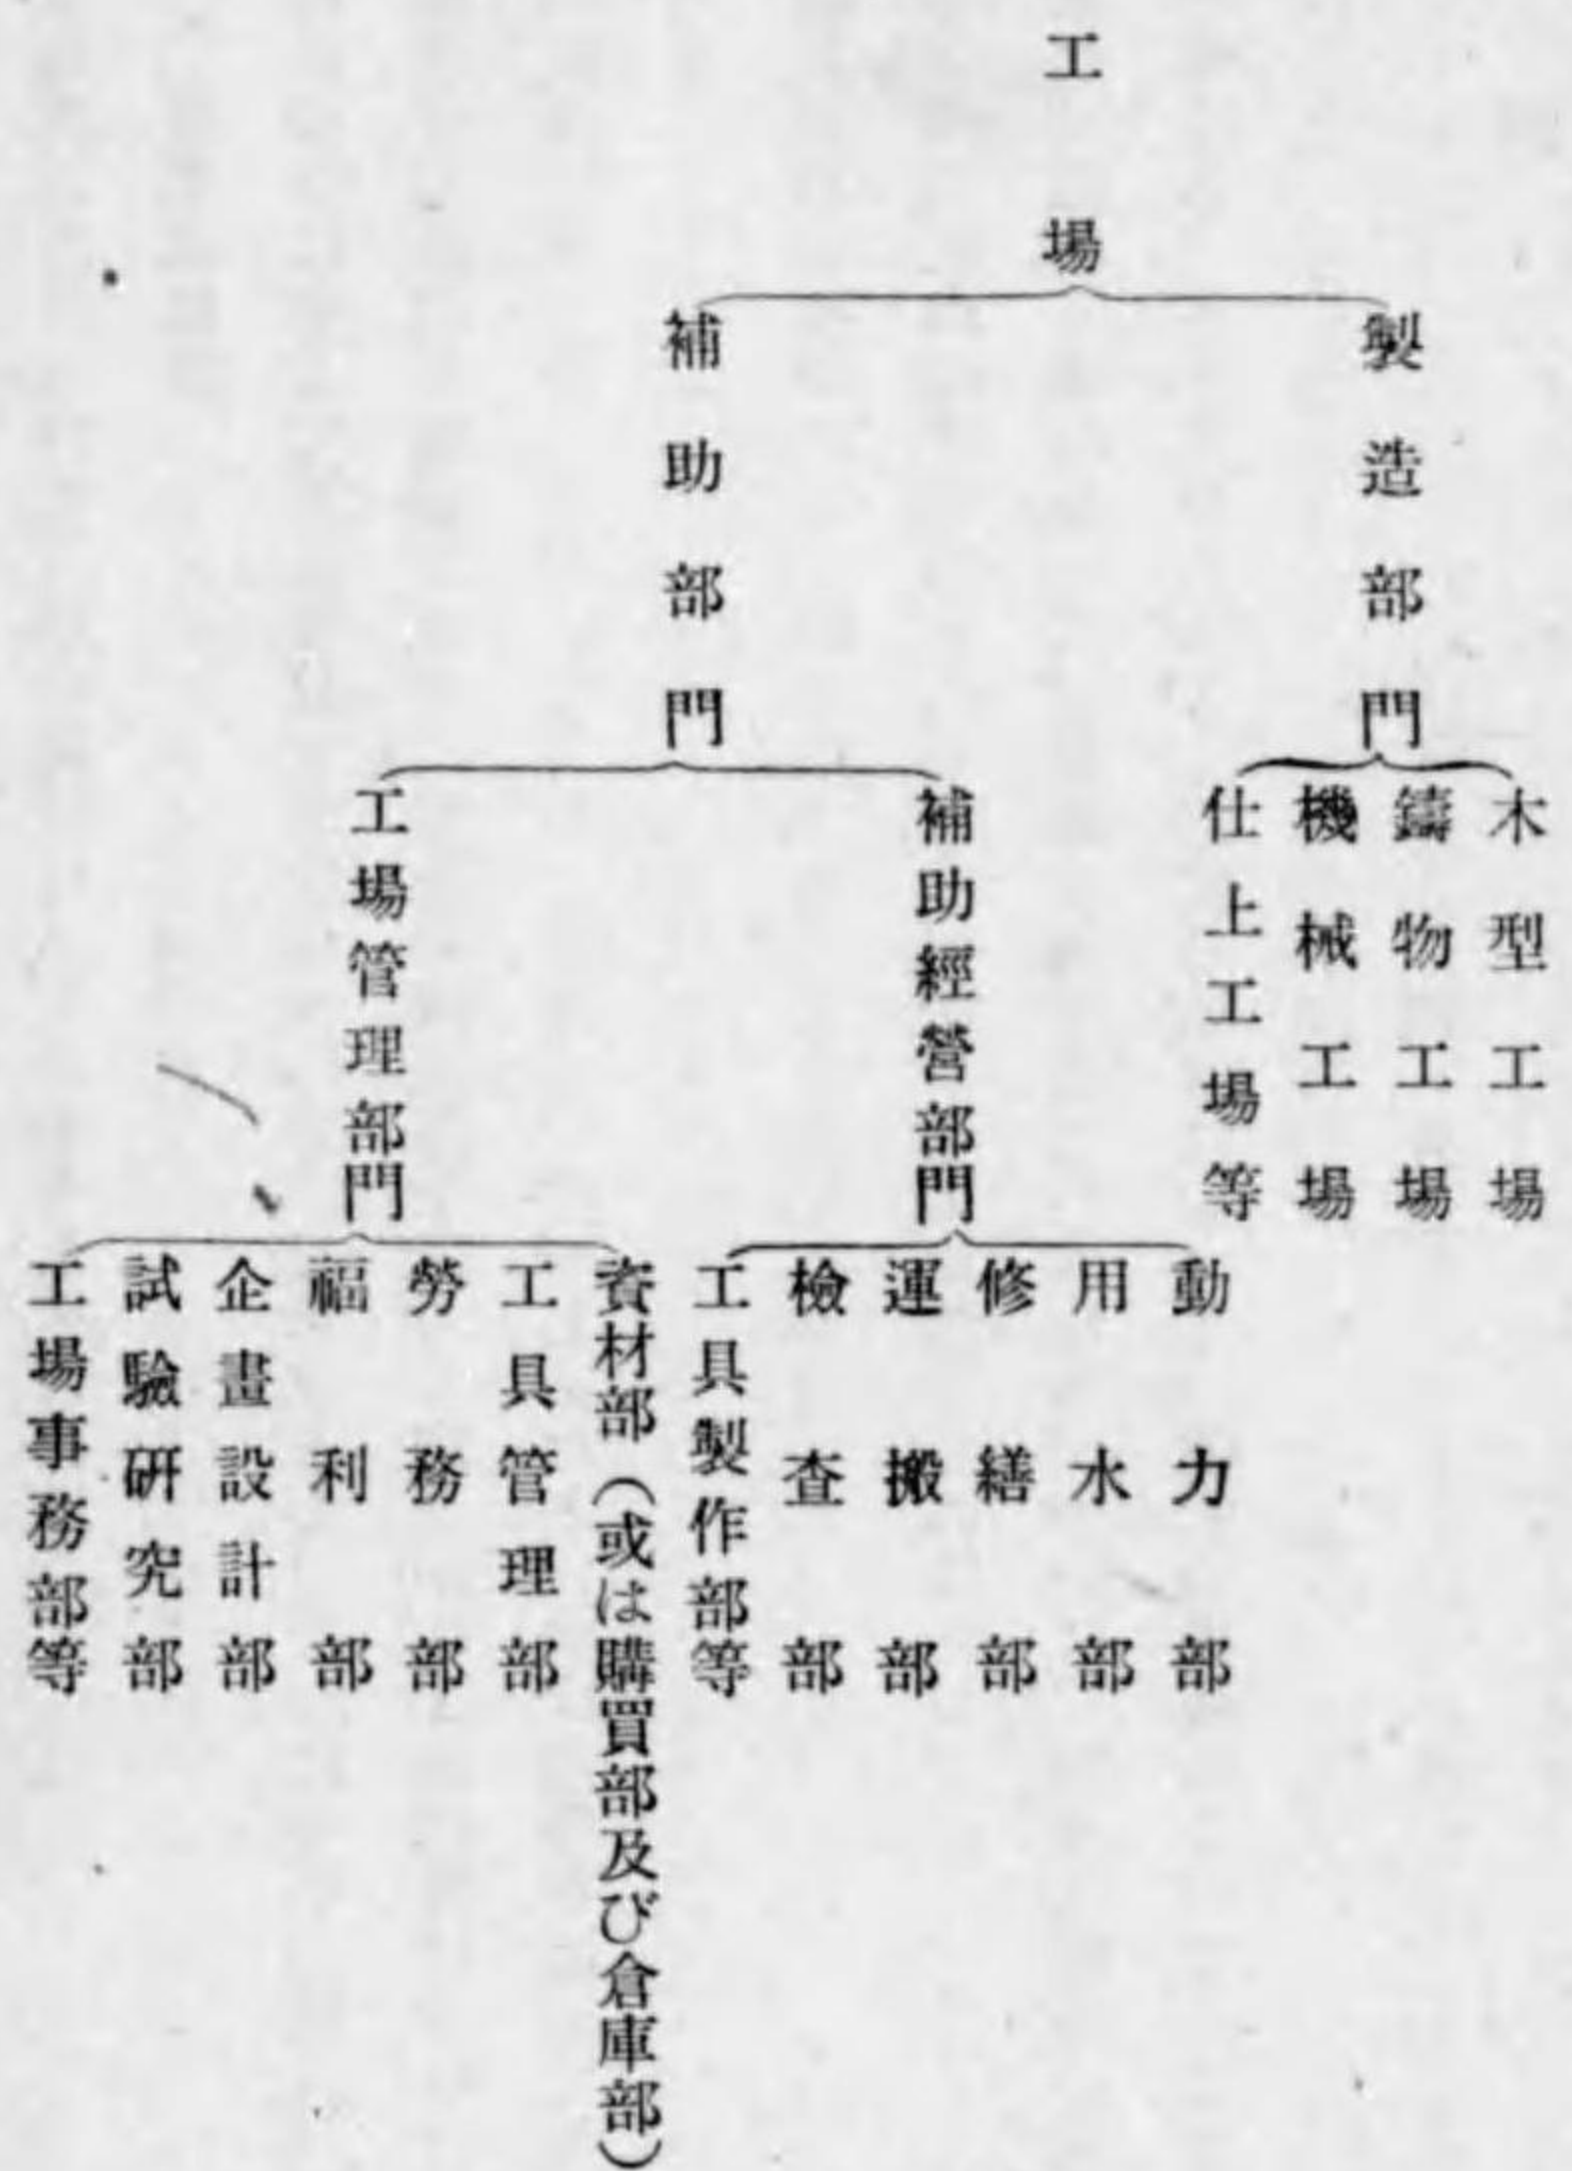 工場
製造部門
木型工場
鑄物工場
機械工場
仕上工場等
補助部門
補助經營部門
動力部
用水部
修繕部
運搬部
檢査部
工具製作部等
工場管理部門
資材部(或は購買部及び倉庫部)
工具管理部
勞務部
福利部
企畫設計部
試驗硏究部
工場事務部等